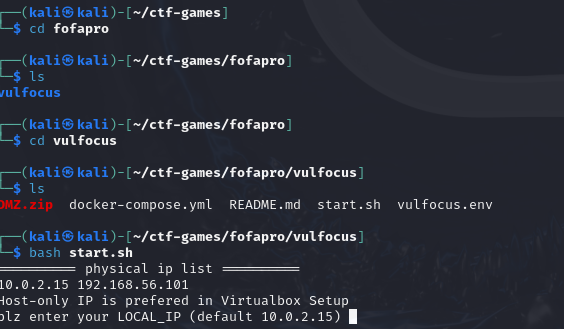 ┌──(kali㉿kali)-[~/ctf-games]
└─$ cd fofapro
┌──(kali㉿kali)-[~/ctf-games/fofapro]
└─$ ls
vulfocus
┌──(kali㉿kali)-[~/ctf-games/fofapro]
└─$ cd vulfocus
┌──(kali㉿kali)-[~/ctf-games/fofapro/vulfocus]
└─$ ls
DMZ.zip docker-compose.yml README.md start.sh vulfocus.env
┌──(kali㉿kali)-[~/ctf-games/fofapro/vulfocus]
└─$ bash start.sh
========== physical ip list ==========
10.0.2.15 192.168.56.101
Host-only IP is prefered in Virtualbox Setup
plz enter your LOCAL_IP (default 10.0.2.15)